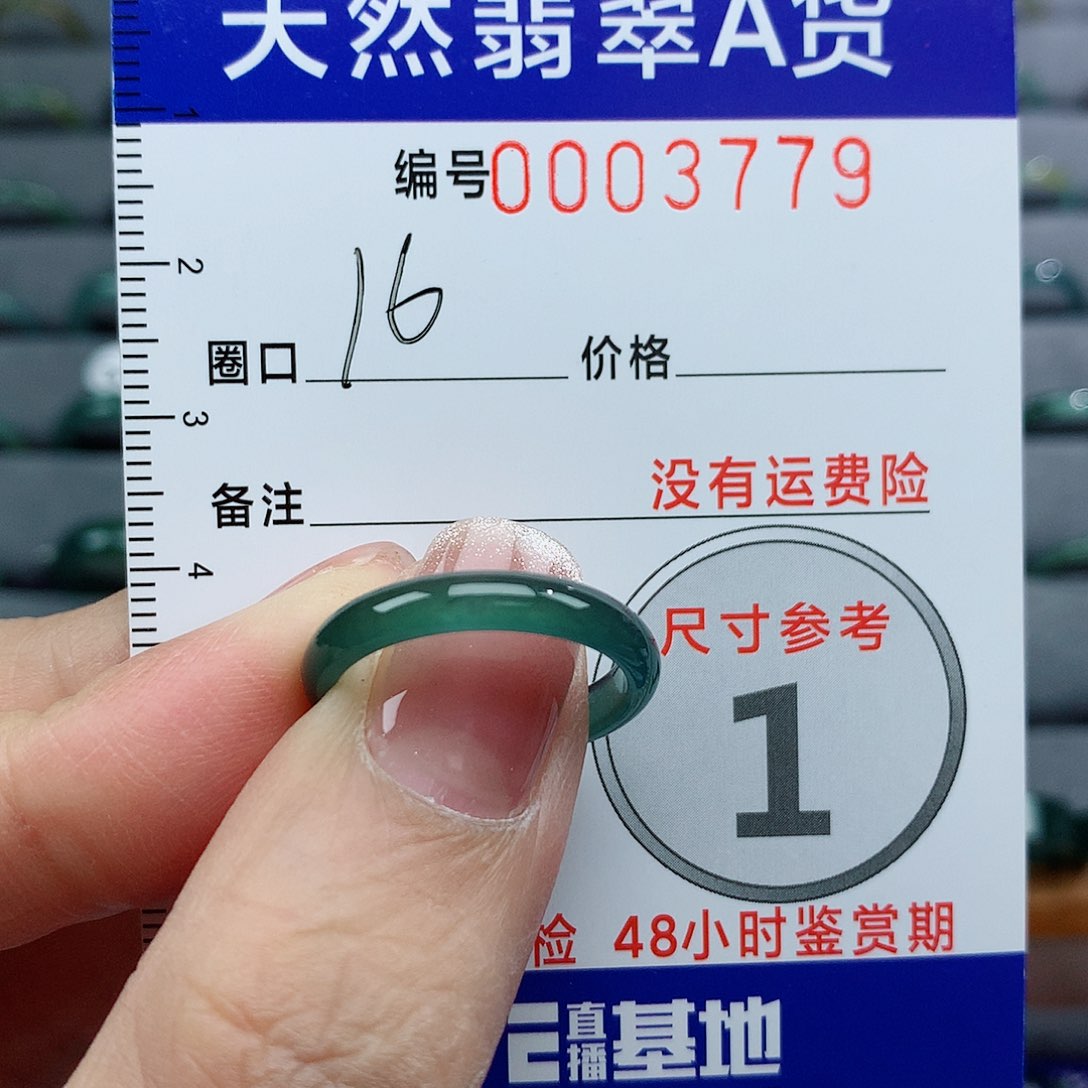 天然翡翠A货
1
编号0003779
2
圈口 16 价格
3
备注 没有运费险
4
尺寸参考
1
险 48小时鉴赏期
直播基地